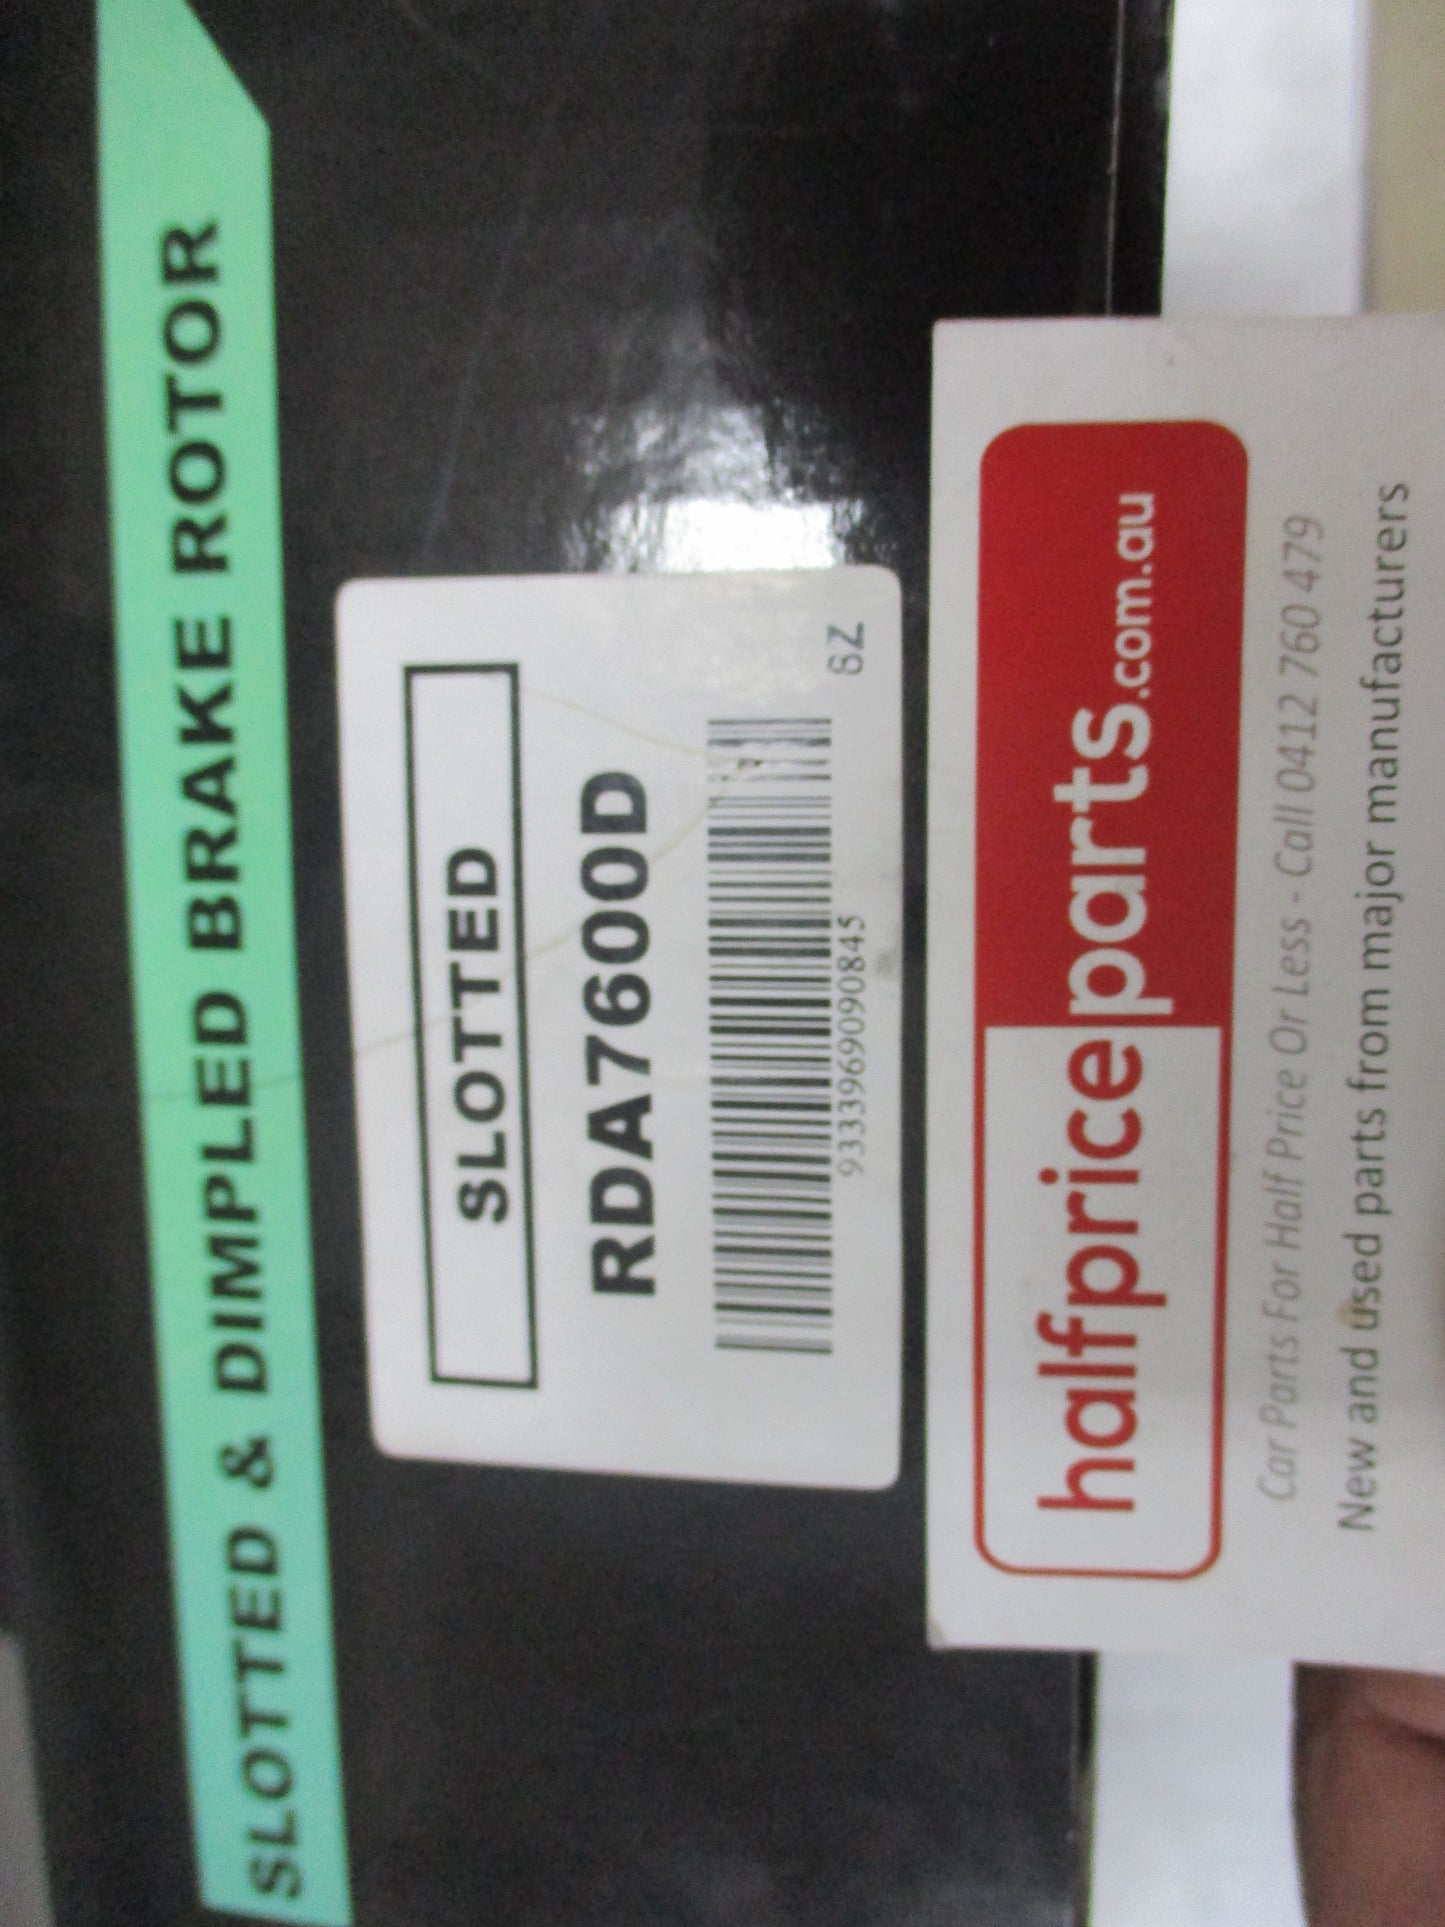 SLOTTED & DIMPLED BRAKE ROTOR
SLOTTED
RDA7600D
9333969090845
8Z
halfpriceparts.com.au
Car Parts For Half Price Or Less - Call 0412 760 479
New and used parts from major manufacturers